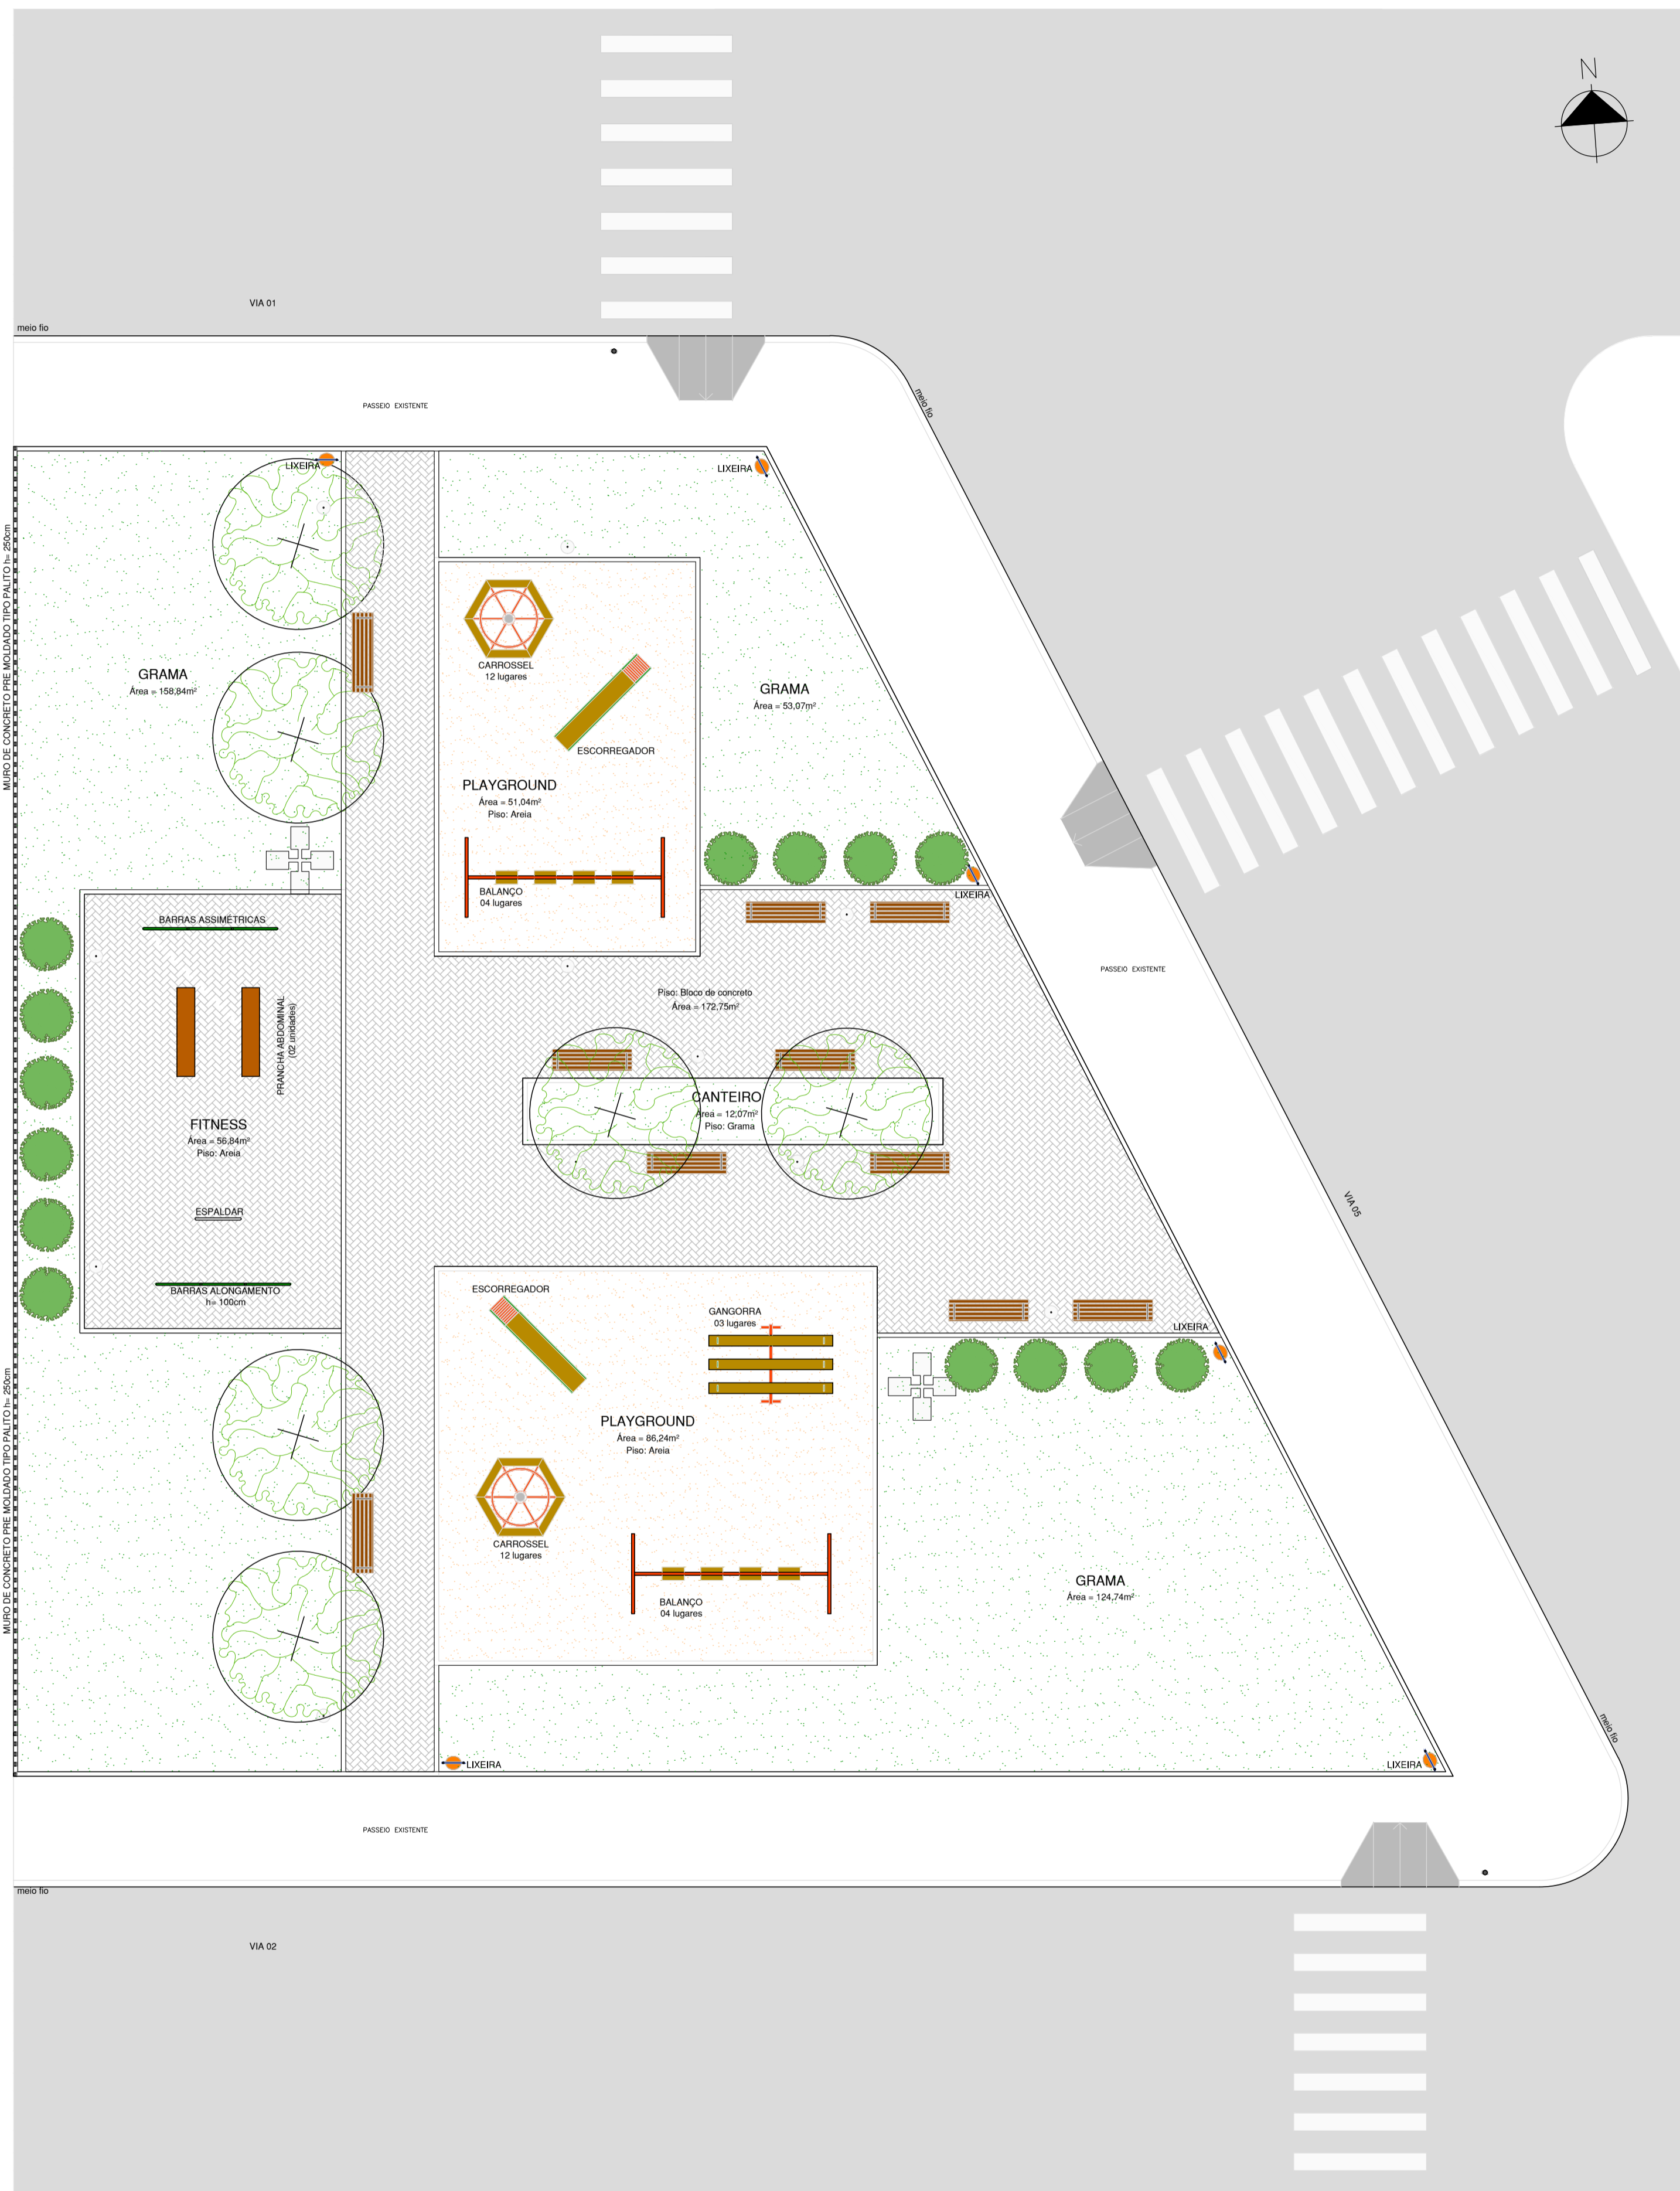 N
VIA 01
meio fio
meio fio
PASSEIO EXISTENTE
LIXEIRA
LIXEIRA
MURO DE CONCRETO PRE MOLDADO TIPO PALITO h= 250cm
GRAMA
Área = 158,84m²
CARROSSEL
12 lugares
ESCORREGADOR
GRAMA
Área = 53,07m²
PLAYGROUND
Área = 51,04m²
Piso: Areia
BALANÇO
04 lugares
LIXEIRA
BARRAS ASSIMÉTRICAS
PASSEIO EXISTENTE
Piso: Bloco de concreto
Área = 172,75m²
PRANCHA ABDOMINAL
(02 unidades)
CANTEIRO
Área = 12,07m²
Piso: Grama
FITNESS
Área = 56,84m²
Piso: Areia
VIA 05
ESPALDAR
BARRAS ALONGAMENTO
h= 100cm
ESCORREGADOR
GANGORRA
03 lugares
LIXEIRA
MURO DE CONCRETO PRE MOLDADO TIPO PALITO h= 250cm
PLAYGROUND
Área = 86,24m²
Piso: Areia
CARROSSEL
12 lugares
BALANÇO
04 lugares
GRAMA
Área = 124,74m²
meio fio
LIXEIRA
LIXEIRA
PASSEIO EXISTENTE
meio fio
VIA 02